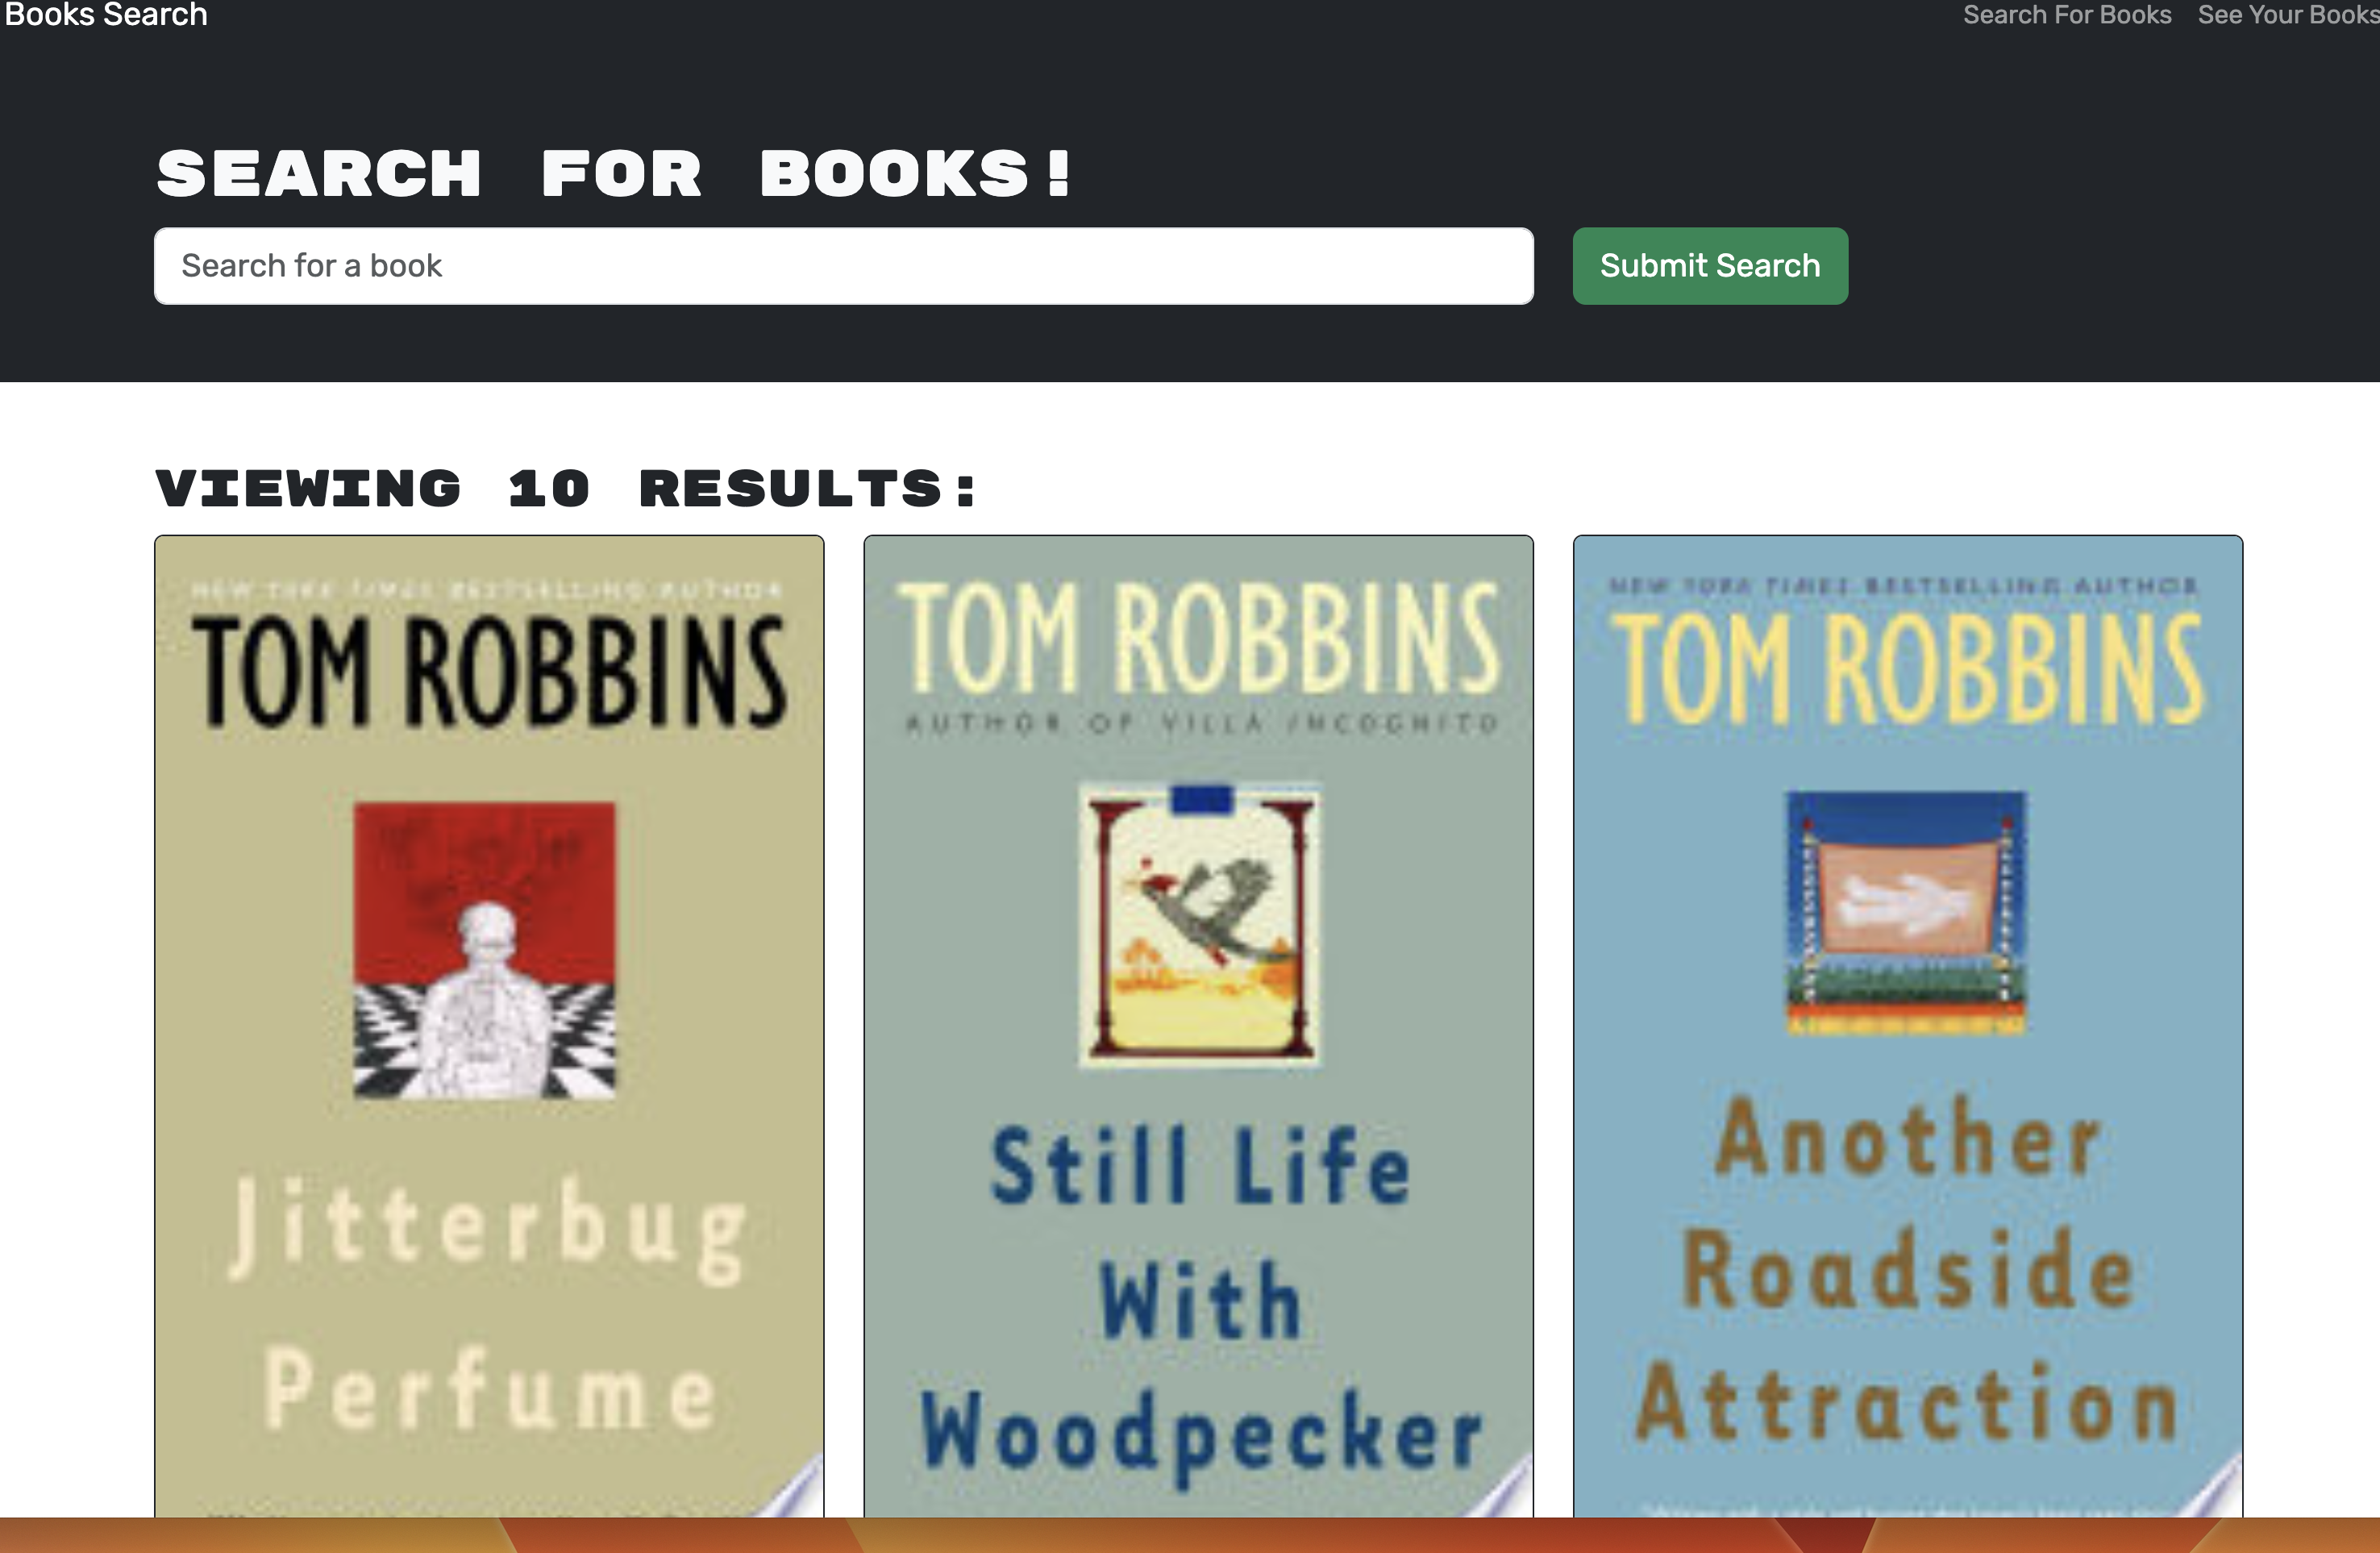 Books Search
Search For Books See Your Books
SEARCH FOR BOOKS!
Search for a book
Submit Search
VIEWING 10 RESULTS:
NEW YORK TIMES BESTSELLING AUTHOR
TOM ROBBINS
Jitterbug
Perfume
TOM ROBBINS
AUTHOR OF VILLA INCOGNITO
Still Life
With
Woodpecker
NEW YORK TIMES BESTSELLING AUTHOR
TOM ROBBINS
Another
Roadside
Attraction